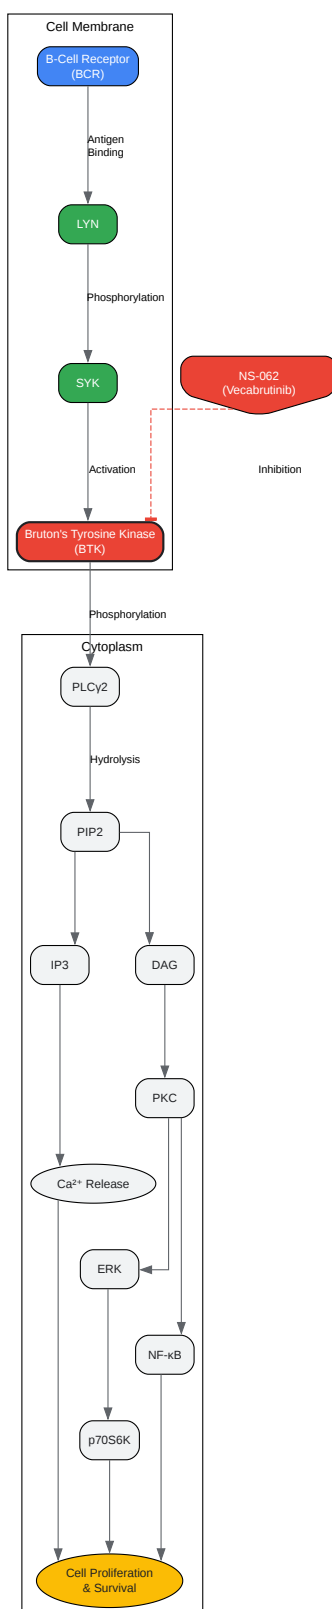 Cell Membrane
B-Cell Receptor
(BCR)
Antigen
Binding
LYN
Phosphorylation
SYK
NS-062
(Vecabrutinib)
Activation
Inhibition
Bruton's Tyrosine Kinase
(BTK)
Phosphorylation
Cytoplasm
PLCγ2
Hydrolysis
PIP2
IP3
DAG
PKC
Ca²⁺ Release
ERK
NF-κB
p70S6K
Cell Proliferation
& Survival